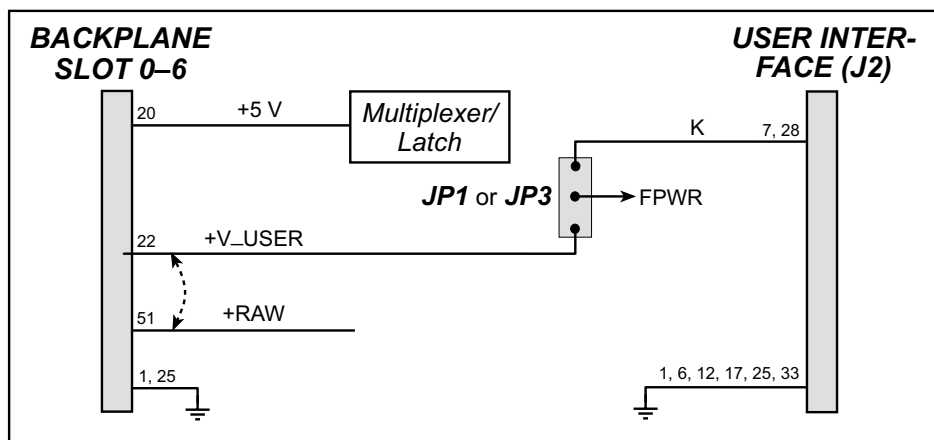 BACKPLANE
SLOT 0–6
USER INTER-
FACE (J2)
20
+5 V
Multiplexer/
Latch
K
7, 28
JP1 or JP3
FPWR
22
+V_USER
51
+RAW
1, 25
1, 6, 12, 17, 25, 33